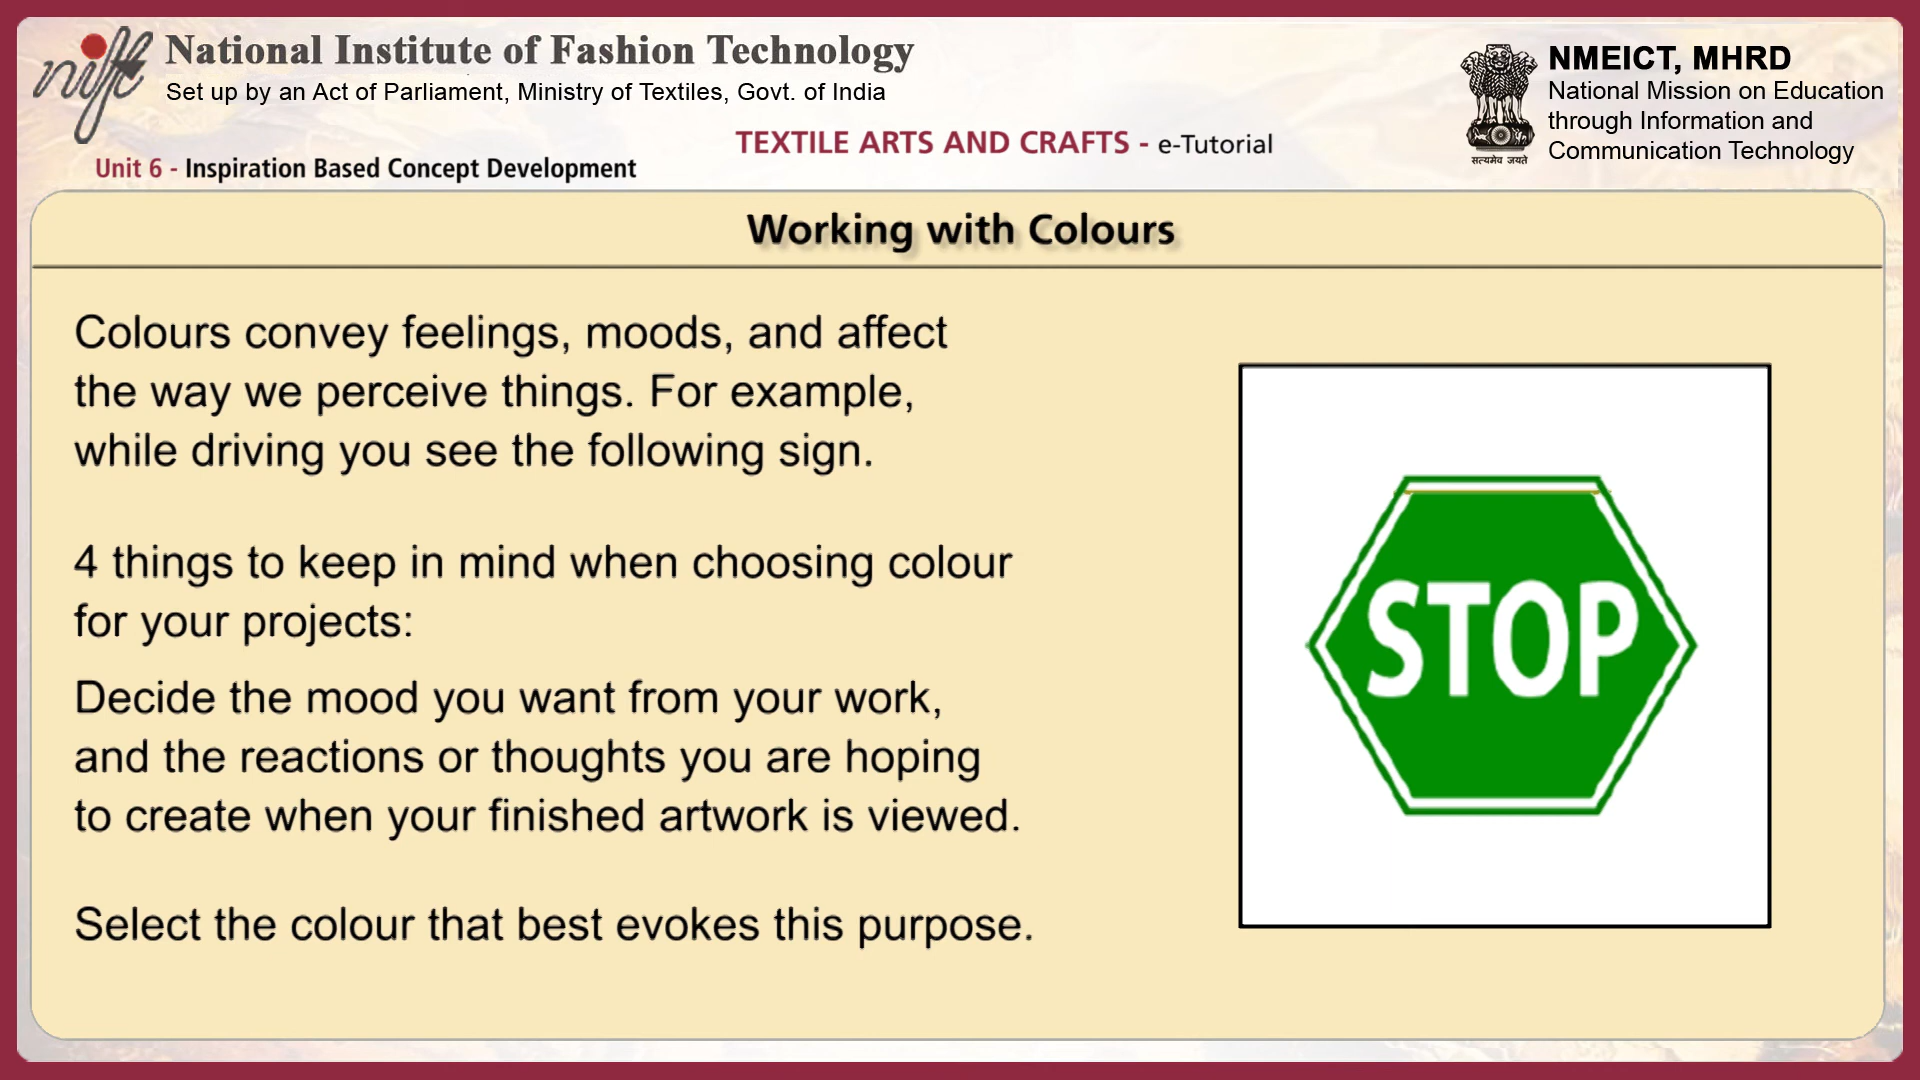 nift
National Institute of Fashion Technology
Set up by an Act of Parliament, Ministry of Textiles, Govt. of India
TEXTILE ARTS AND CRAFTS - e-Tutorial
Unit 6 - Inspiration Based Concept Development
सत्यमेव जयते
NMEICT, MHRD
National Mission on Education
through Information and
Communication Technology
Working with Colours
Colours convey feelings, moods, and affect
the way we perceive things. For example,
while driving you see the following sign.
4 things to keep in mind when choosing colour
for your projects:
Decide the mood you want from your work,
and the reactions or thoughts you are hoping
to create when your finished artwork is viewed.
Select the colour that best evokes this purpose.
STOP